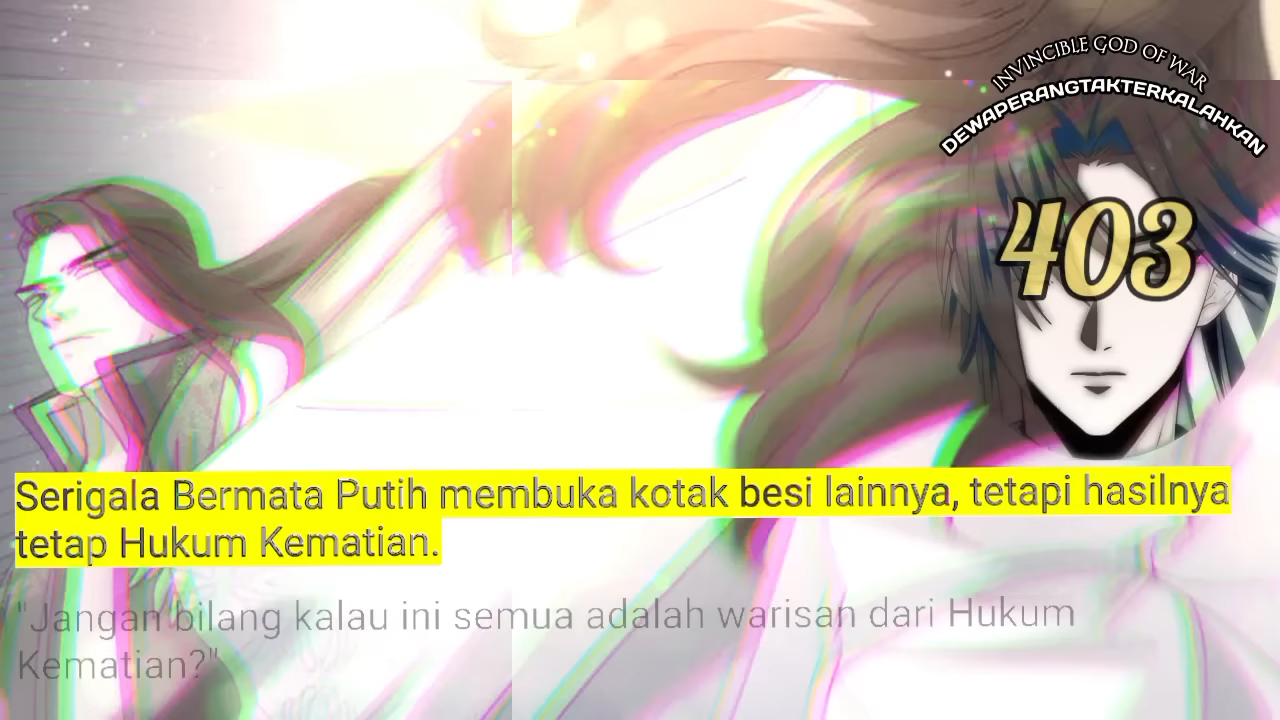 INVINCIBLE GOD OF WAR
DEWAPERANGTAKTERKALAHKAN
403
Serigala Bermata Putih membuka kotak besi lainnya, tetapi hasilnya
tetap Hukum Kematian.
"Jangan bilang kalau ini semua adalah warisan dari Hukum
Kematian?"